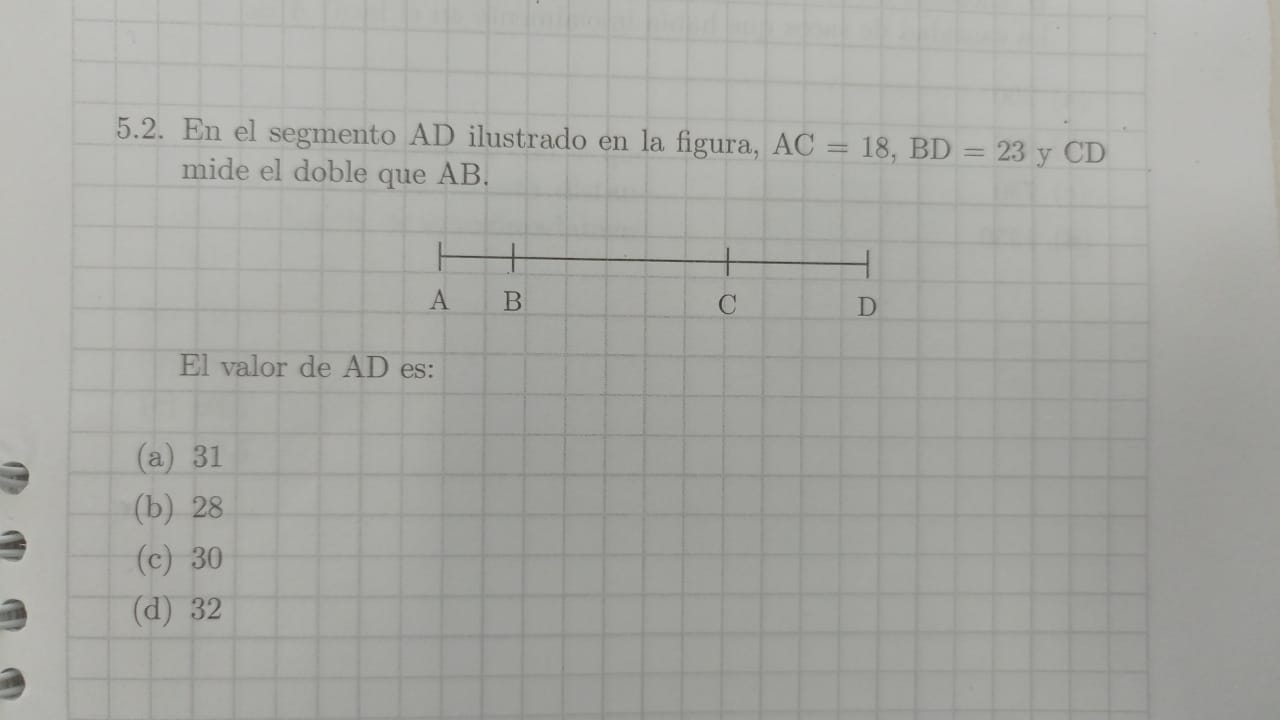 5.2. En el segmento AD ilustrado en la figura, AC = 18, BD = 23 y CD
mide el doble que AB.
A B C D
El valor de AD es:
(a) 31
(b) 28
(c) 30
(d) 32